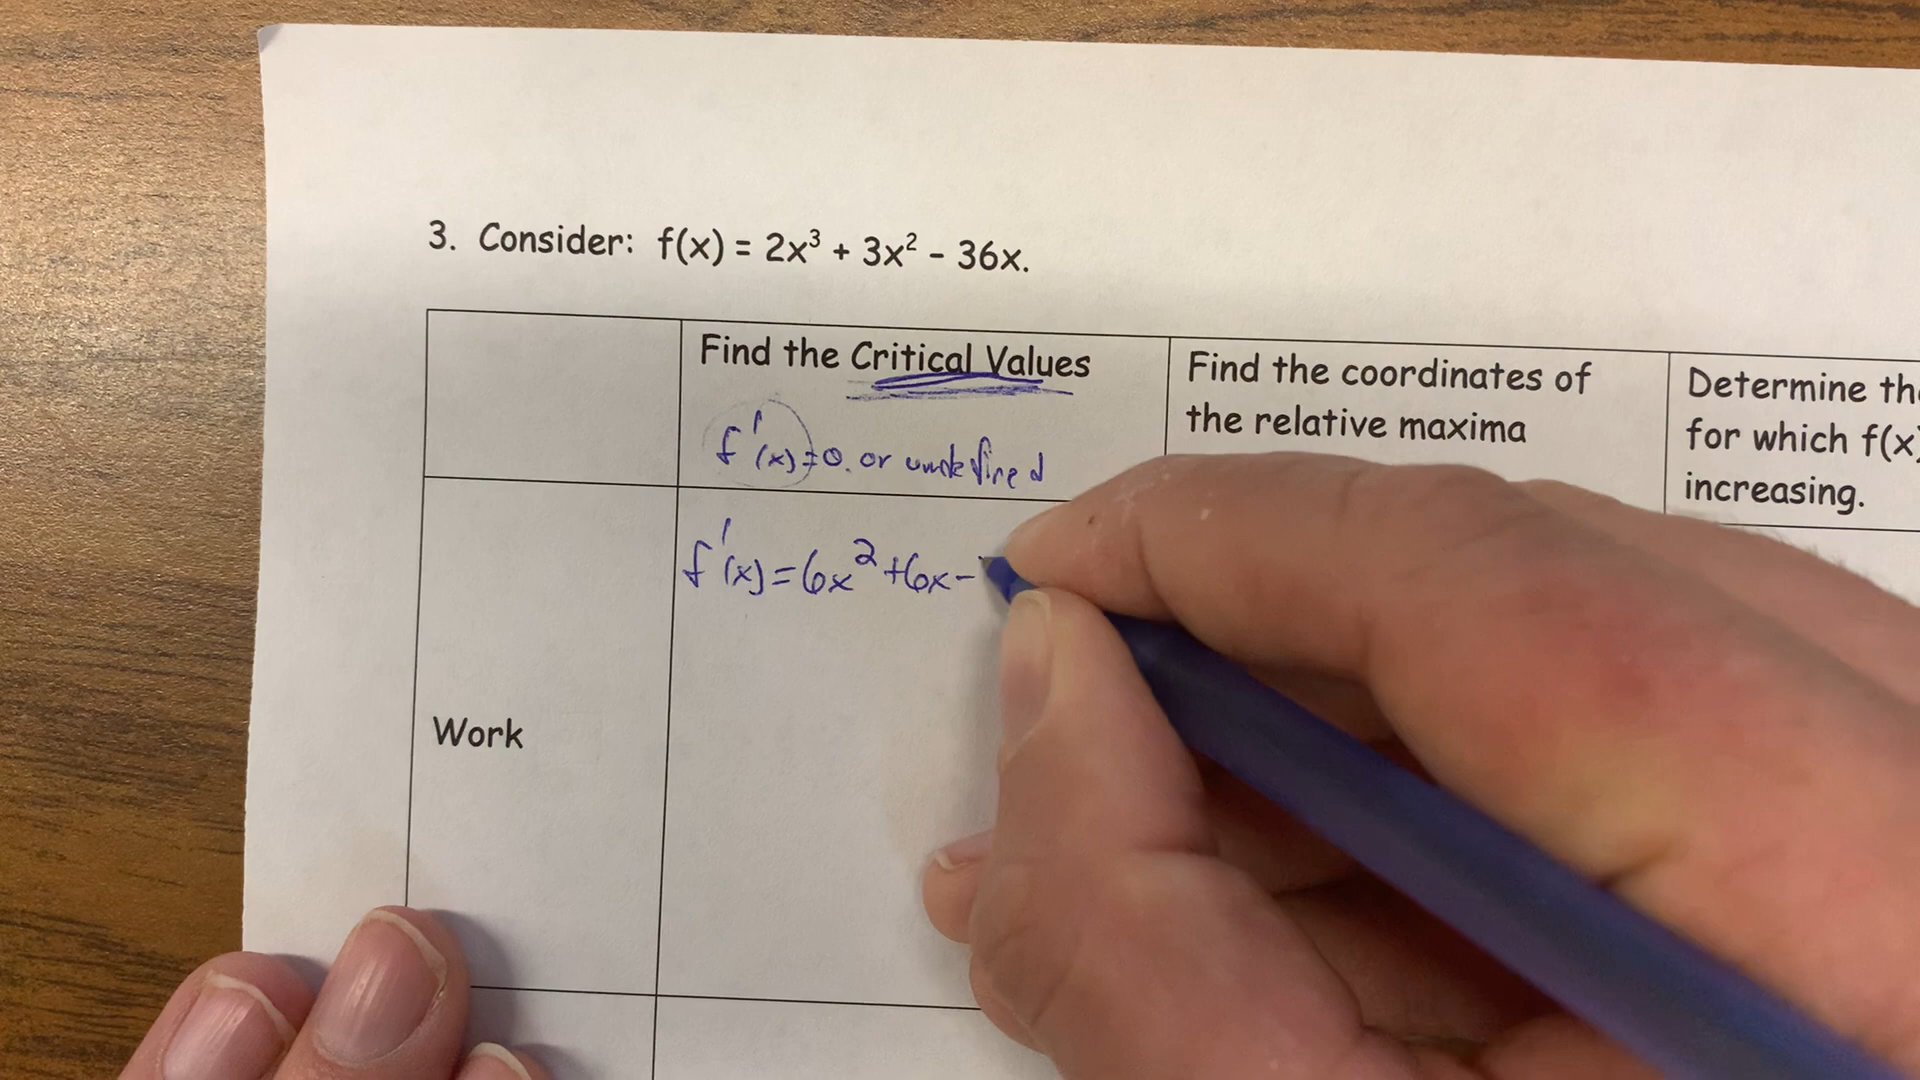 3. Consider: f(x) = 2x³ + 3x² - 36x.
Find the Critical Values
f'(x)=0. or undefined
Find the coordinates of
the relative maxima
Determine
for which f(x)
increasing.
f'(x)=6x²+6x-
Work